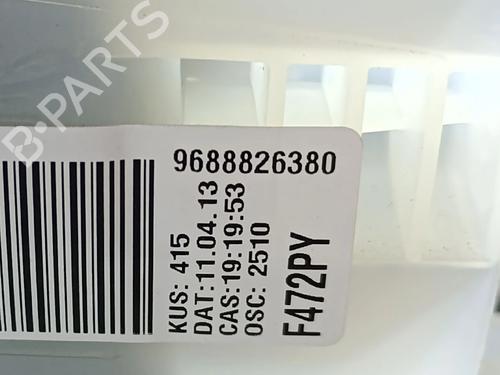 B-PARTS
9688826380
KUS: 415
DAT:11.04.13
CAS:19:19:53
OSC: 2510
F472PY